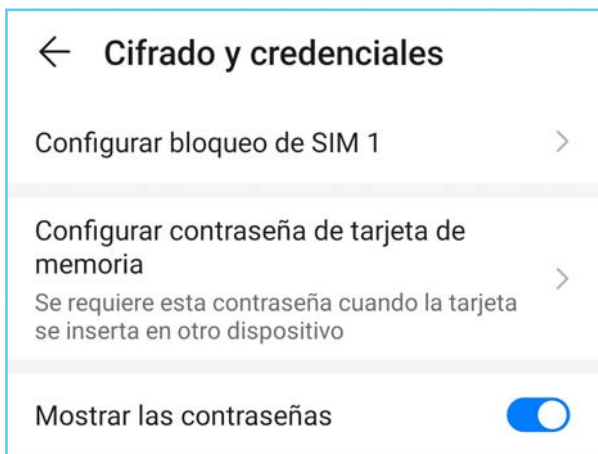 Cifrado y credenciales
Configurar bloqueo de SIM 1
Configurar contraseña de tarjeta de
memoria
Se requiere esta contraseña cuando la tarjeta
se inserta en otro dispositivo
Mostrar las contraseñas